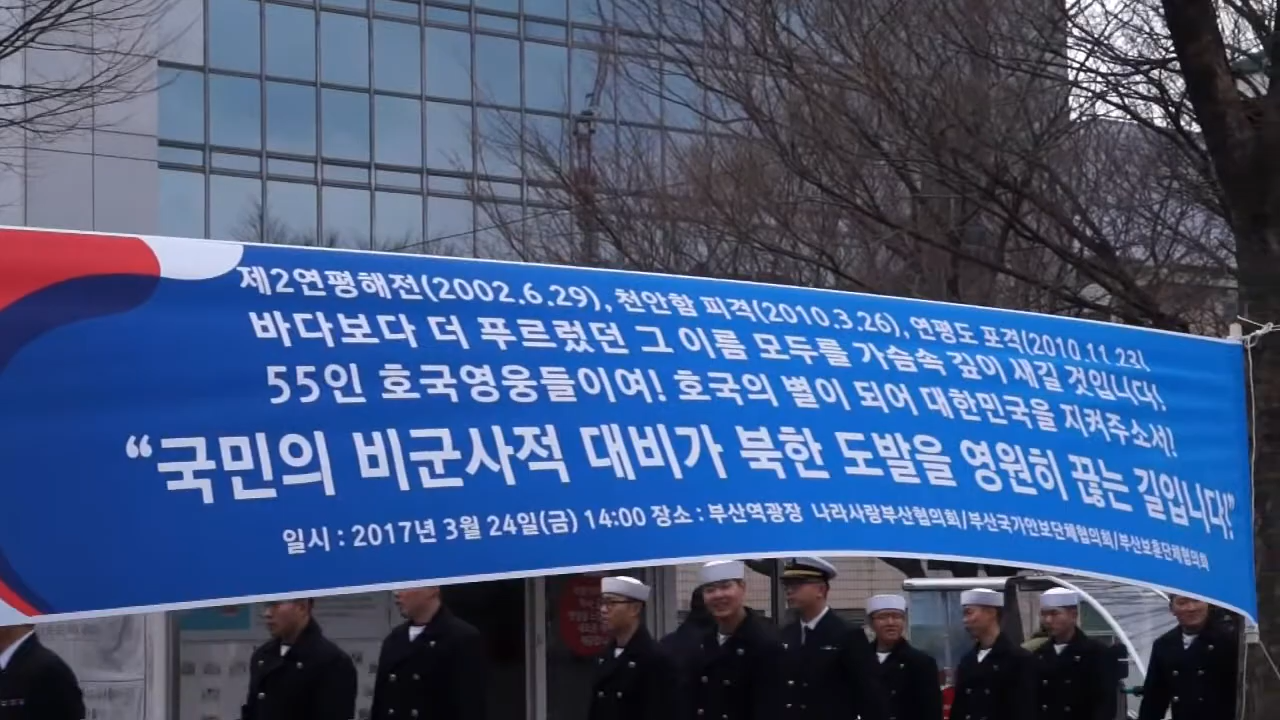 제2연평해전(2002.6.29), 천안함 피격(2010.3.26), 연평도 포격(2010.11.23),
바다보다 더 푸르렀던 그 이름 모두를 가슴속 깊이 새길 것입니다!
55인 호국영웅들이여! 호국의 별이 되어 대한민국을 지켜주소서!
“국민의 비군사적 대비가 북한 도발을 영원히 끊는 길입니다!”
일시 : 2017년 3월 24일(금) 14:00 장소 : 부산역광장 나라사랑부산협의회/부산국가안보단체협의회/부산보훈단체협의회